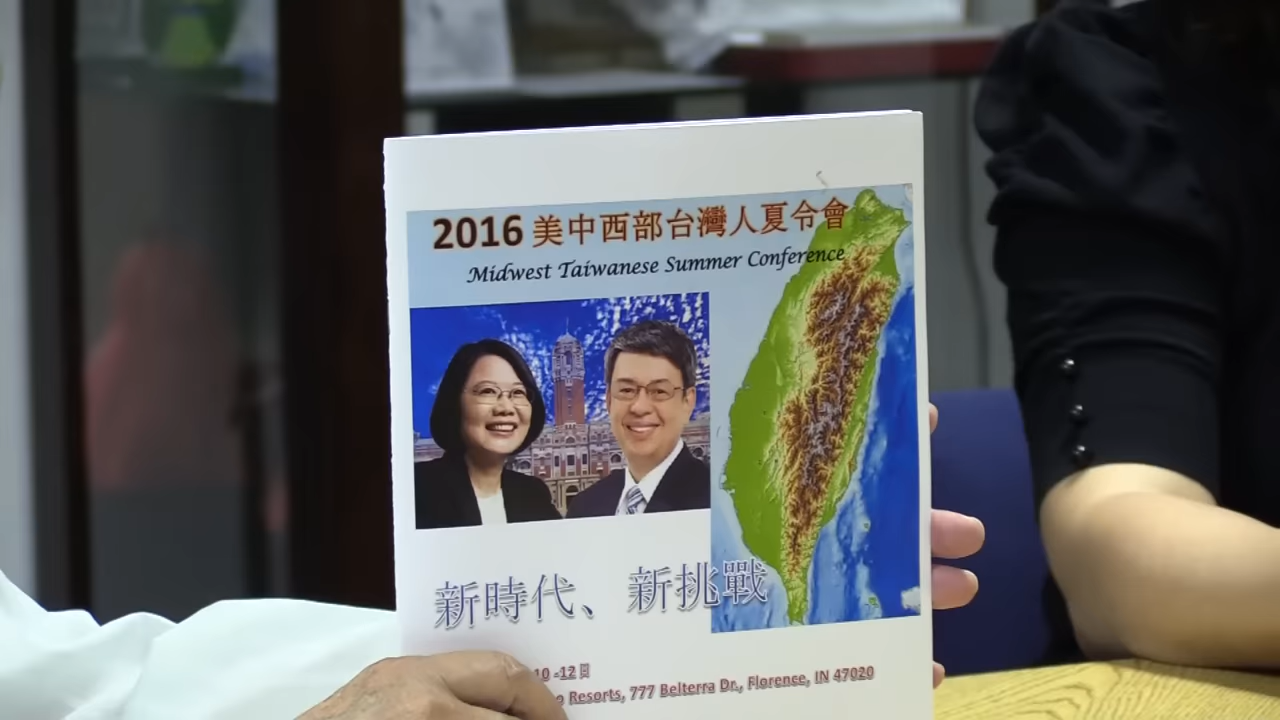 2016 美中西部台灣人夏令會
Midwest Taiwanese Summer Conference
新時代、新挑戰
10 -12日
Resorts, 777 Belterra Dr., Florence, IN 47020